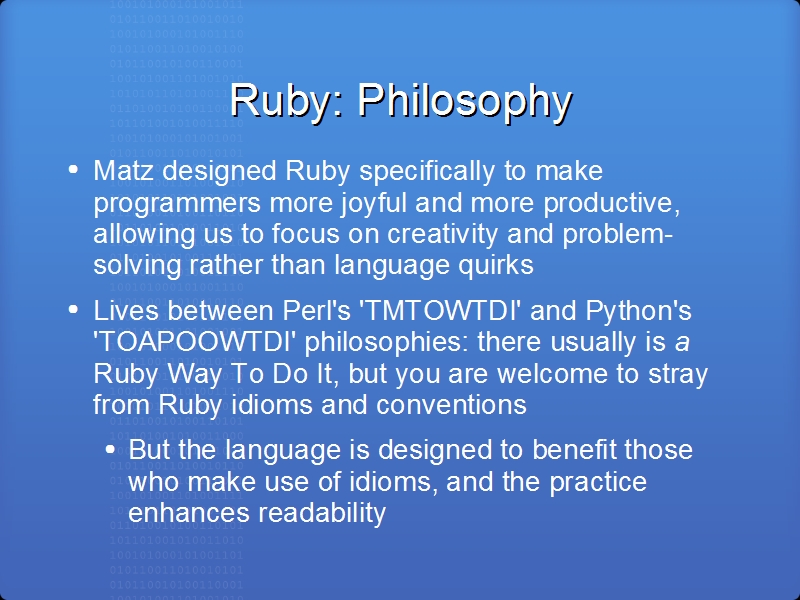 Ruby: Philosophy
• Matz designed Ruby specifically to make
programmers more joyful and more productive,
allowing us to focus on creativity and problem-
solving rather than language quirks
• Lives between Perl's 'TMTOWTDI' and Python's
'TOAPOOWTDI' philosophies: there usually is a
Ruby Way To Do It, but you are welcome to stray
from Ruby idioms and conventions
• But the language is designed to benefit those
who make use of idioms, and the practice
enhances readability